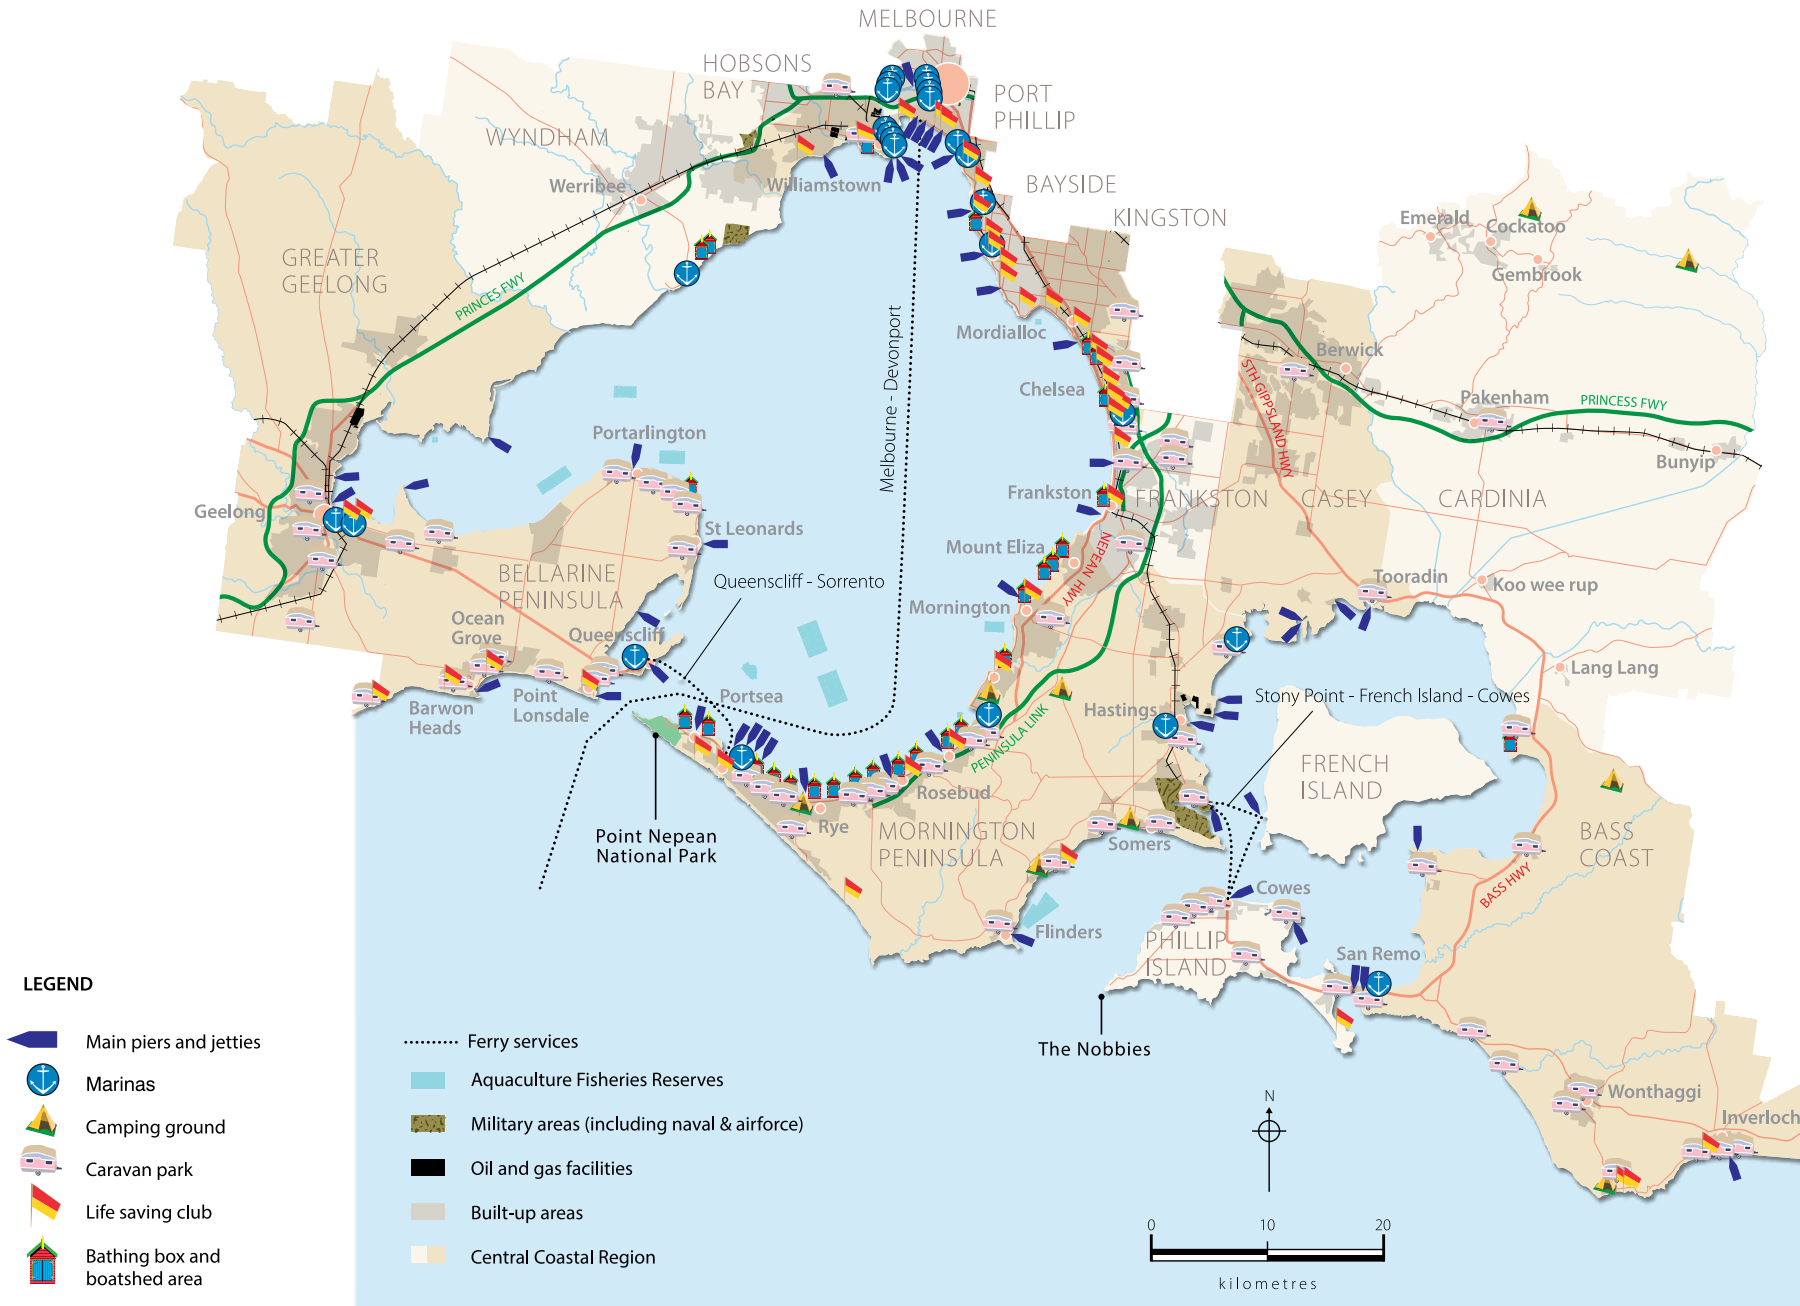 MELBOURNE
HOBSONS
BAY
PORT
PHILLIP
WYNDHAM
Werribee
Williamstown
BAYSIDE
KINGSTON
Emerald
Cockatoo
Gembrook
GREATER
GEELONG
PRINCES FWY
Melbourne - Devonport
Mordialloc
Berwick
Chelsea
STH GIPPSLAND HWY
Pakenham
PRINCESS FWY
Bunyip
Portarlington
Geelong
Frankston
FRANKSTON
CASEY
CARDINIA
St Leonards
Mount Eliza
NEPEAN HWY
BELLARINE
PENINSULA
Queenscliff - Sorrento
Tooradin
Koo wee rup
Mornington
Ocean
Grove
Queenscliff
Lang Lang
Barwon
Heads
Point
Lonsdale
Portsea
Hastings
Stony Point - French Island - Cowes
PENINSULA LINK
FRENCH
ISLAND
Rosebud
Rye
Point Nepean
National Park
MORNINGTON
PENINSULA
Somers
BASS
COAST
BASS HWY
Cowes
Flinders
PHILLIP
ISLAND
San Remo
The Nobbies
Wonthaggi
Inverloch
LEGEND
Main piers and jetties
Marinas
Camping ground
Caravan park
Life saving club
Bathing box and
boatshed area
Ferry services
Aquaculture Fisheries Reserves
Military areas (including naval & airforce)
Oil and gas facilities
Built-up areas
Central Coastal Region
N
0 10 20
kilometres